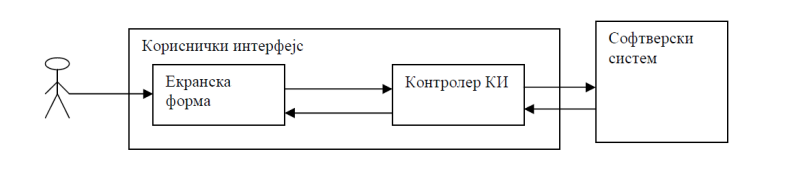 Кориснички интерфејс
Екранска
форма
Контролер КИ
Софтверски
систем